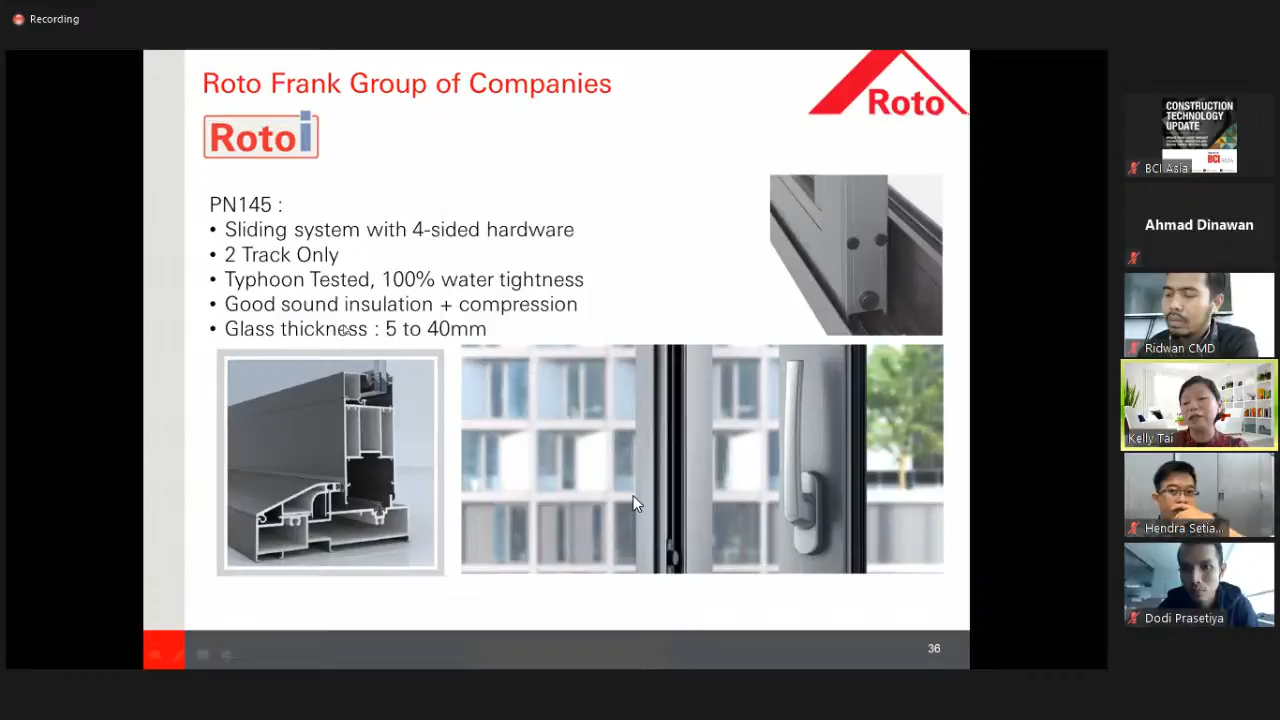 Recording
Roto Frank Group of Companies
Roto
Roto i
PN145 :
• Sliding system with 4-sided hardware
• 2 Track Only
• Typhoon Tested, 100% water tightness
• Good sound insulation + compression
• Glass thickness : 5 to 40mm
36
CONSTRUCTION
TECHNOLOGY
UPDATE
BCI
BCI Asia
Ahmad Dinawan
Ridwan CMD
Kelly Tai
Hendra Setia...
Dodi Prasetiya